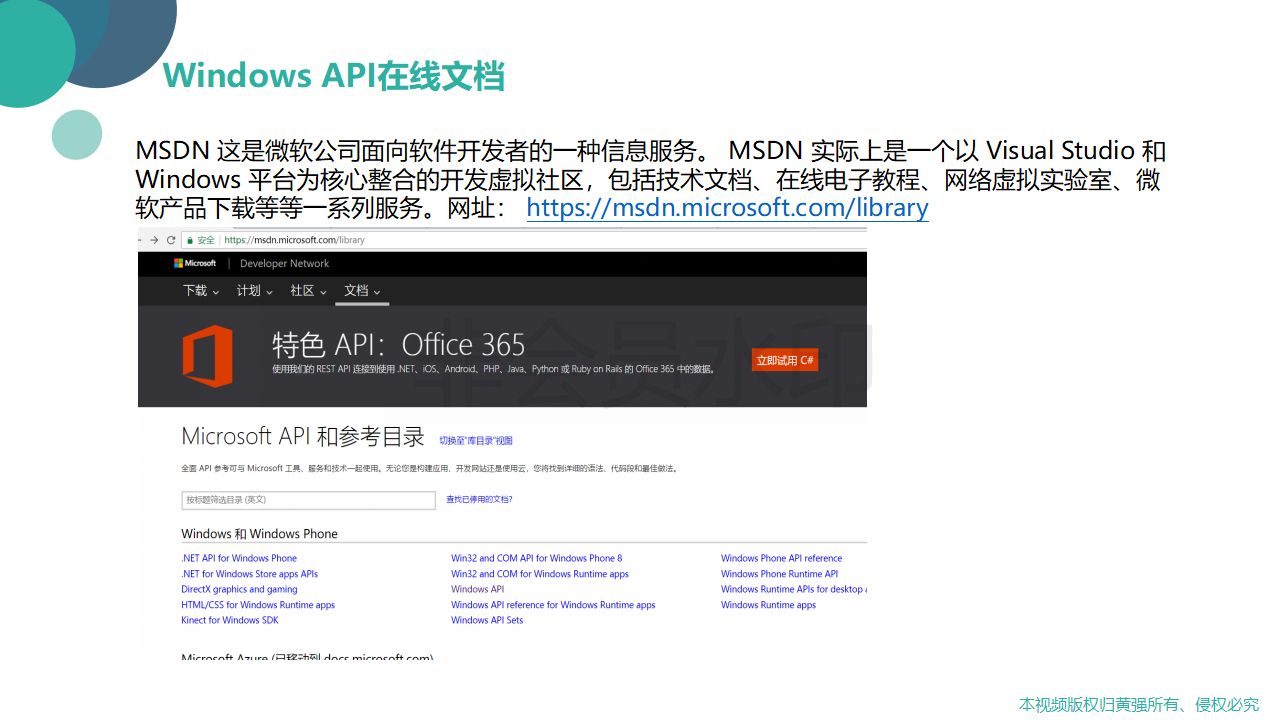 Windows API在线文档
MSDN 这是微软公司面向软件开发者的一种信息服务。 MSDN 实际上是一个以 Visual Studio 和
Windows 平台为核心整合的开发虚拟社区，包括技术文档、在线电子教程、网络虚拟实验室、微
软产品下载等等一系列服务。网址： https://msdn.microsoft.com/library
安全 https://msdn.microsoft.com/library
Microsoft Developer Network
下载 计划 社区 文档
非会员水印
特色 API：Office 365
使用我们的 REST API 连接到使用 .NET、iOS、Android、PHP、Java、Python 或 Ruby on Rails 的 Office 365 中的数据。
立即试用 C#
Microsoft API 和参考目录 切换至"库目录"视图
全面 API 参考可与 Microsoft 工具、服务和技术一起使用。无论您是构建应用、开发网站还是使用云，您将找到详细的语法、代码段和最佳做法。
按标题筛选目录 (英文) 查找已停用的文档?
Windows 和 Windows Phone
.NET API for Windows Phone Win32 and COM API for Windows Phone 8 Windows Phone API reference
.NET for Windows Store apps APIs Win32 and COM for Windows Runtime apps Windows Phone Runtime API
DirectX graphics and gaming Windows API Windows Runtime APIs for desktop a
HTML/CSS for Windows Runtime apps Windows API reference for Windows Runtime apps Windows Runtime apps
Kinect for Windows SDK Windows API Sets
Microsoft Azure (已移动到 docs.microsoft.com)
本视频版权归黄强所有、侵权必究